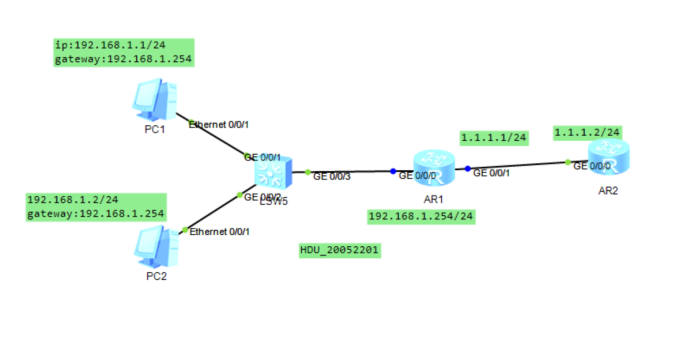 ip:192.168.1.1/24
gateway:192.168.1.254
Ethernet 0/0/1
PC1
GE 0/0/1
1.1.1.1/24
1.1.1.2/24
GE 0/0/3
GE 0/0/0
GE 0/0/1
GE 0/0/0
AR2
192.168.1.2/24
gateway:192.168.1.254
GE 0/0/2
LSW5
AR1
192.168.1.254/24
Ethernet 0/0/1
HDU_20052201
PC2